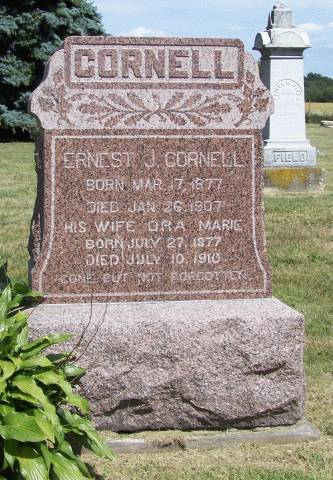 CORNELL
ERNEST J. CORNELL
BORN MAR. 17, 1877
DIED JAN. 26, 1907
HIS WIFE ORA MARIE
BORN JULY 27, 1877
DIED JULY 10, 1910
GONE BUT NOT FORGOTTEN
FIELD